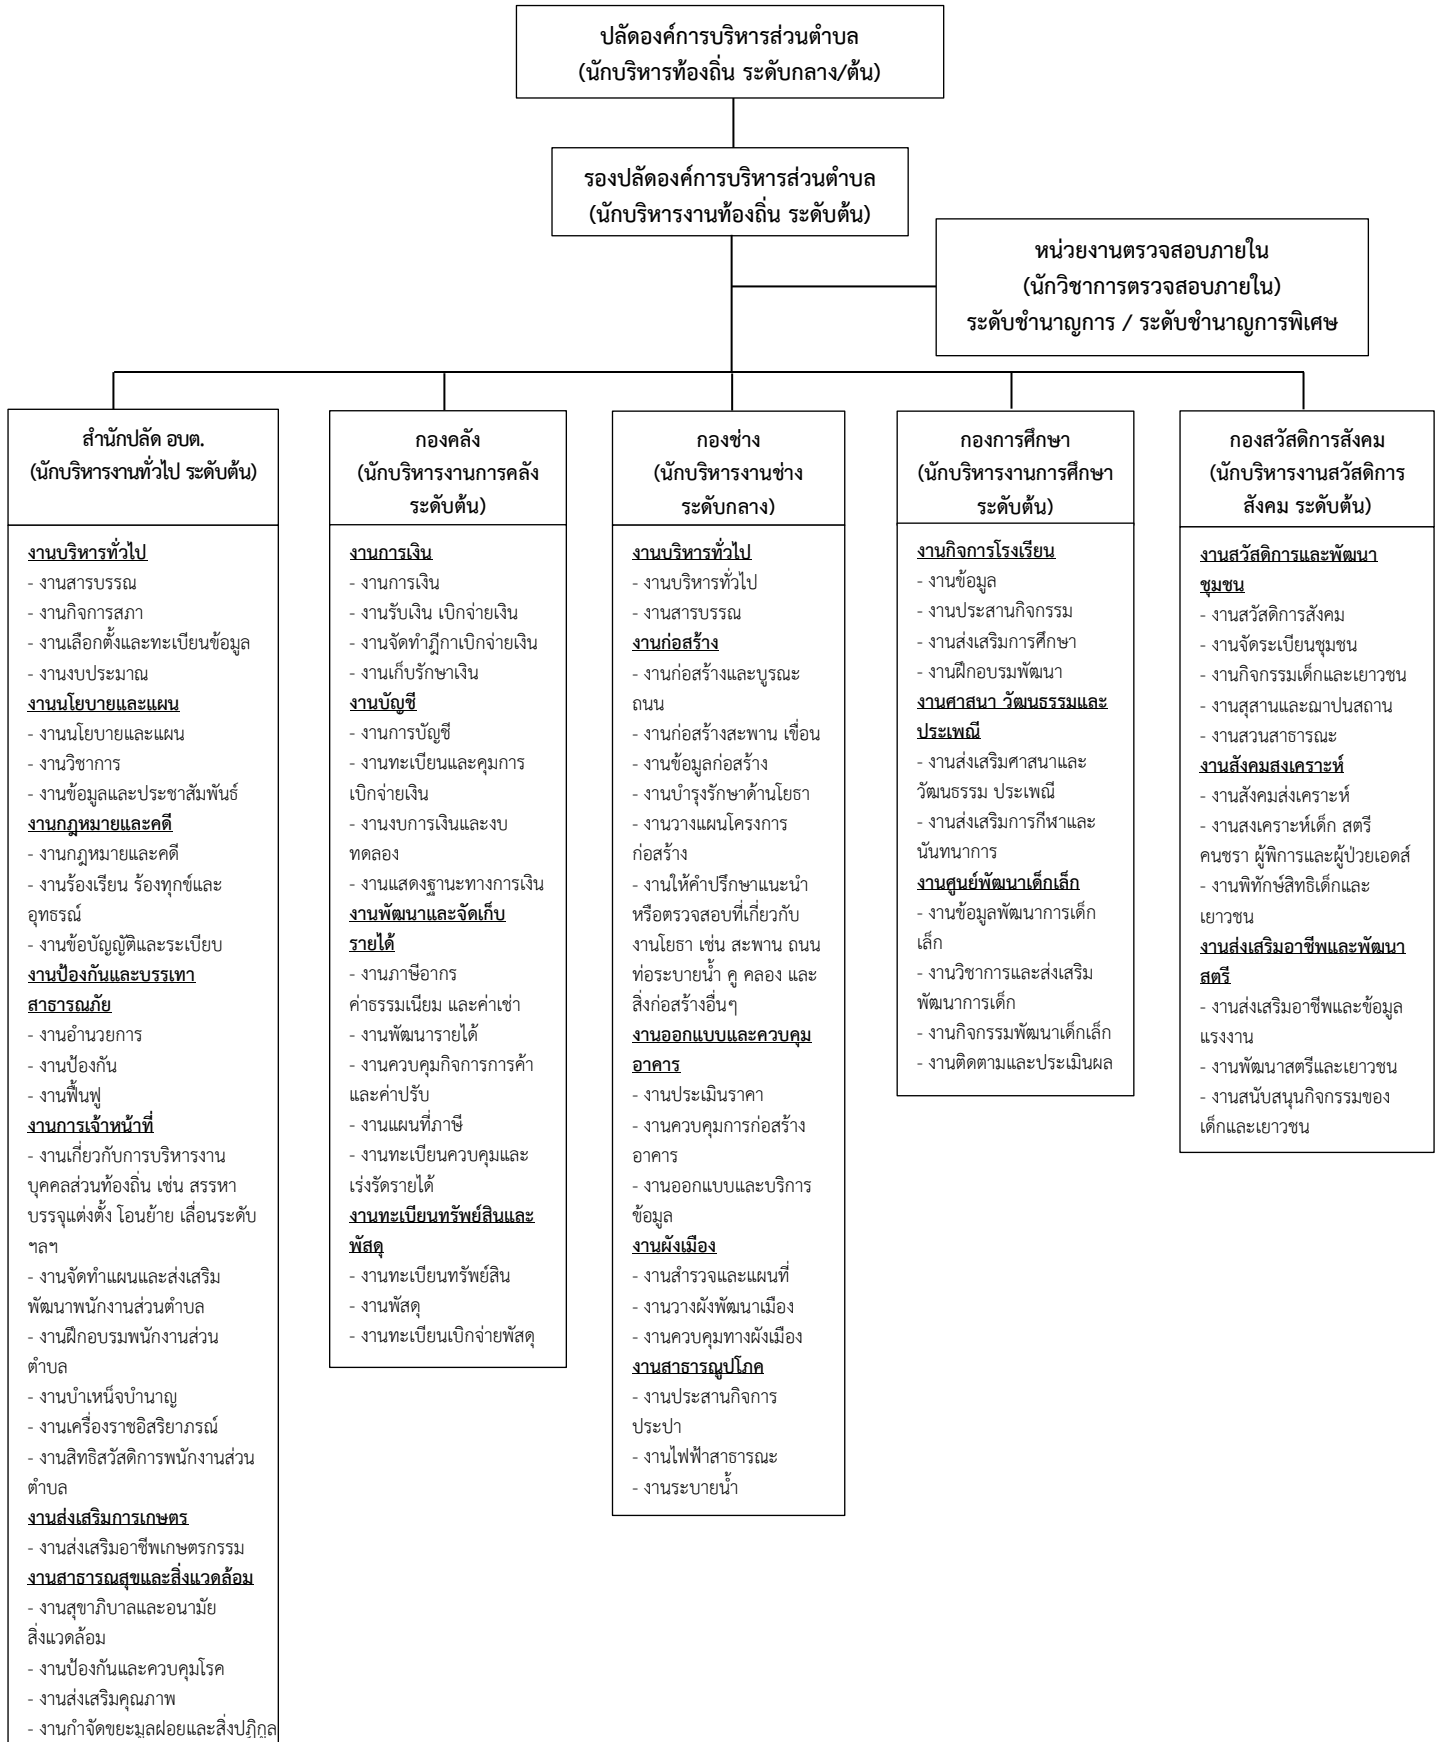 ปลัดองค์การบริหารส่วนตำบล
(นักบริหารท้องถิ่น ระดับกลาง/ต้น)
รองปลัดองค์การบริหารส่วนตำบล
(นักบริหารงานท้องถิ่น ระดับต้น)
หน่วยงานตรวจสอบภายใน
(นักวิชาการตรวจสอบภายใน)
ระดับชำนาญการ / ระดับชำนาญการพิเศษ
สำนักปลัด อบต.
(นักบริหารงานทั่วไป ระดับต้น)
งานบริหารทั่วไป
- งานสารบรรณ
- งานกิจการสภา
- งานเลือกตั้งและทะเบียนข้อมูล
- งานงบประมาณ
งานนโยบายและแผน
- งานนโยบายและแผน
- งานวิชาการ
- งานข้อมูลและประชาสัมพันธ์
งานกฎหมายและคดี
- งานกฎหมายและคดี
- งานร้องเรียน ร้องทุกข์และ
อุทธรณ์
- งานข้อบัญญัติและระเบียบ
งานป้องกันและบรรเทา
สาธารณภัย
- งานอำนวยการ
- งานป้องกัน
- งานฟื้นฟู
งานการเจ้าหน้าที่
- งานเกี่ยวกับการบริหารงาน
บุคคลส่วนท้องถิ่น เช่น สรรหา
บรรจุแต่งตั้ง โอนย้าย เลื่อนระดับ
ฯลฯ
- งานจัดทำแผนและส่งเสริม
พัฒนาพนักงานส่วนตำบล
- งานฝึกอบรมพนักงานส่วน
ตำบล
- งานบำเหน็จบำนาญ
- งานเครื่องราชอิสริยาภรณ์
- งานสิทธิสวัสดิการพนักงานส่วน
ตำบล
งานส่งเสริมการเกษตร
- งานส่งเสริมอาชีพเกษตรกรรม
งานสาธารณสุขและสิ่งแวดล้อม
- งานสุขาภิบาลและอนามัย
สิ่งแวดล้อม
- งานป้องกันและควบคุมโรค
- งานส่งเสริมคุณภาพ
- งานกำจัดขยะมูลฝอยและสิ่งปฏิกูล
กองคลัง
(นักบริหารงานการคลัง
ระดับต้น)
งานการเงิน
- งานการเงิน
- งานรับเงิน เบิกจ่ายเงิน
- งานจัดทำฎีกาเบิกจ่ายเงิน
- งานเก็บรักษาเงิน
งานบัญชี
- งานการบัญชี
- งานทะเบียนและคุมการ
เบิกจ่ายเงิน
- งานงบการเงินและงบ
ทดลอง
- งานแสดงฐานะทางการเงิน
งานพัฒนาและจัดเก็บ
รายได้
- งานภาษีอากร
ค่าธรรมเนียม และค่าเช่า
- งานพัฒนารายได้
- งานควบคุมกิจการการค้า
และค่าปรับ
- งานแผนที่ภาษี
- งานทะเบียนควบคุมและ
เร่งรัดรายได้
งานทะเบียนทรัพย์สินและ
พัสดุ
- งานทะเบียนทรัพย์สิน
- งานพัสดุ
- งานทะเบียนเบิกจ่ายพัสดุ
กองช่าง
(นักบริหารงานช่าง
ระดับกลาง)
งานบริหารทั่วไป
- งานบริหารทั่วไป
- งานสารบรรณ
งานก่อสร้าง
- งานก่อสร้างและบูรณะ
ถนน
- งานก่อสร้างสะพาน เขื่อน
- งานข้อมูลก่อสร้าง
- งานบำรุงรักษาด้านโยธา
- งานวางแผนโครงการ
ก่อสร้าง
- งานให้คำปรึกษาแนะนำ
หรือตรวจสอบที่เกี่ยวกับ
งานโยธา เช่น สะพาน ถนน
ท่อระบายน้ำ คู คลอง และ
สิ่งก่อสร้างอื่นๆ
งานออกแบบและควบคุม
อาคาร
- งานประเมินราคา
- งานควบคุมการก่อสร้าง
อาคาร
- งานออกแบบและบริการ
ข้อมูล
งานผังเมือง
- งานสำรวจและแผนที่
- งานวางผังพัฒนาเมือง
- งานควบคุมทางผังเมือง
งานสาธารณูปโภค
- งานประสานกิจการ
ประปา
- งานไฟฟ้าสาธารณะ
- งานระบายน้ำ
กองการศึกษา
(นักบริหารงานการศึกษา
ระดับต้น)
งานกิจการโรงเรียน
- งานข้อมูล
- งานประสานกิจกรรม
- งานส่งเสริมการศึกษา
- งานฝึกอบรมพัฒนา
งานศาสนา วัฒนธรรมและ
ประเพณี
- งานส่งเสริมศาสนาและ
วัฒนธรรม ประเพณี
- งานส่งเสริมการกีฬาและ
นันทนาการ
งานศูนย์พัฒนาเด็กเล็ก
- งานข้อมูลพัฒนาการเด็ก
เล็ก
- งานวิชาการและส่งเสริม
พัฒนาการเด็ก
- งานกิจกรรมพัฒนาเด็กเล็ก
- งานติดตามและประเมินผล
กองสวัสดิการสังคม
(นักบริหารงานสวัสดิการ
สังคม ระดับต้น)
งานสวัสดิการและพัฒนา
ชุมชน
- งานสวัสดิการสังคม
- งานจัดระเบียนชุมชน
- งานกิจกรรมเด็กและเยาวชน
- งานสุสานและฌาปนสถาน
- งานสวนสาธารณะ
งานสังคมสงเคราะห์
- งานสังคมส่งเคราะห์
- งานสงเคราะห์เด็ก สตรี
คนชรา ผู้พิการและผู้ป่วยเอดส์
- งานพิทักษ์สิทธิเด็กและ
เยาวชน
งานส่งเสริมอาชีพและพัฒนา
สตรี
- งานส่งเสริมอาชีพและข้อมูล
แรงงาน
- งานพัฒนาสตรีและเยาวชน
- งานสนับสนุนกิจกรรมของ
เด็กและเยาวชน